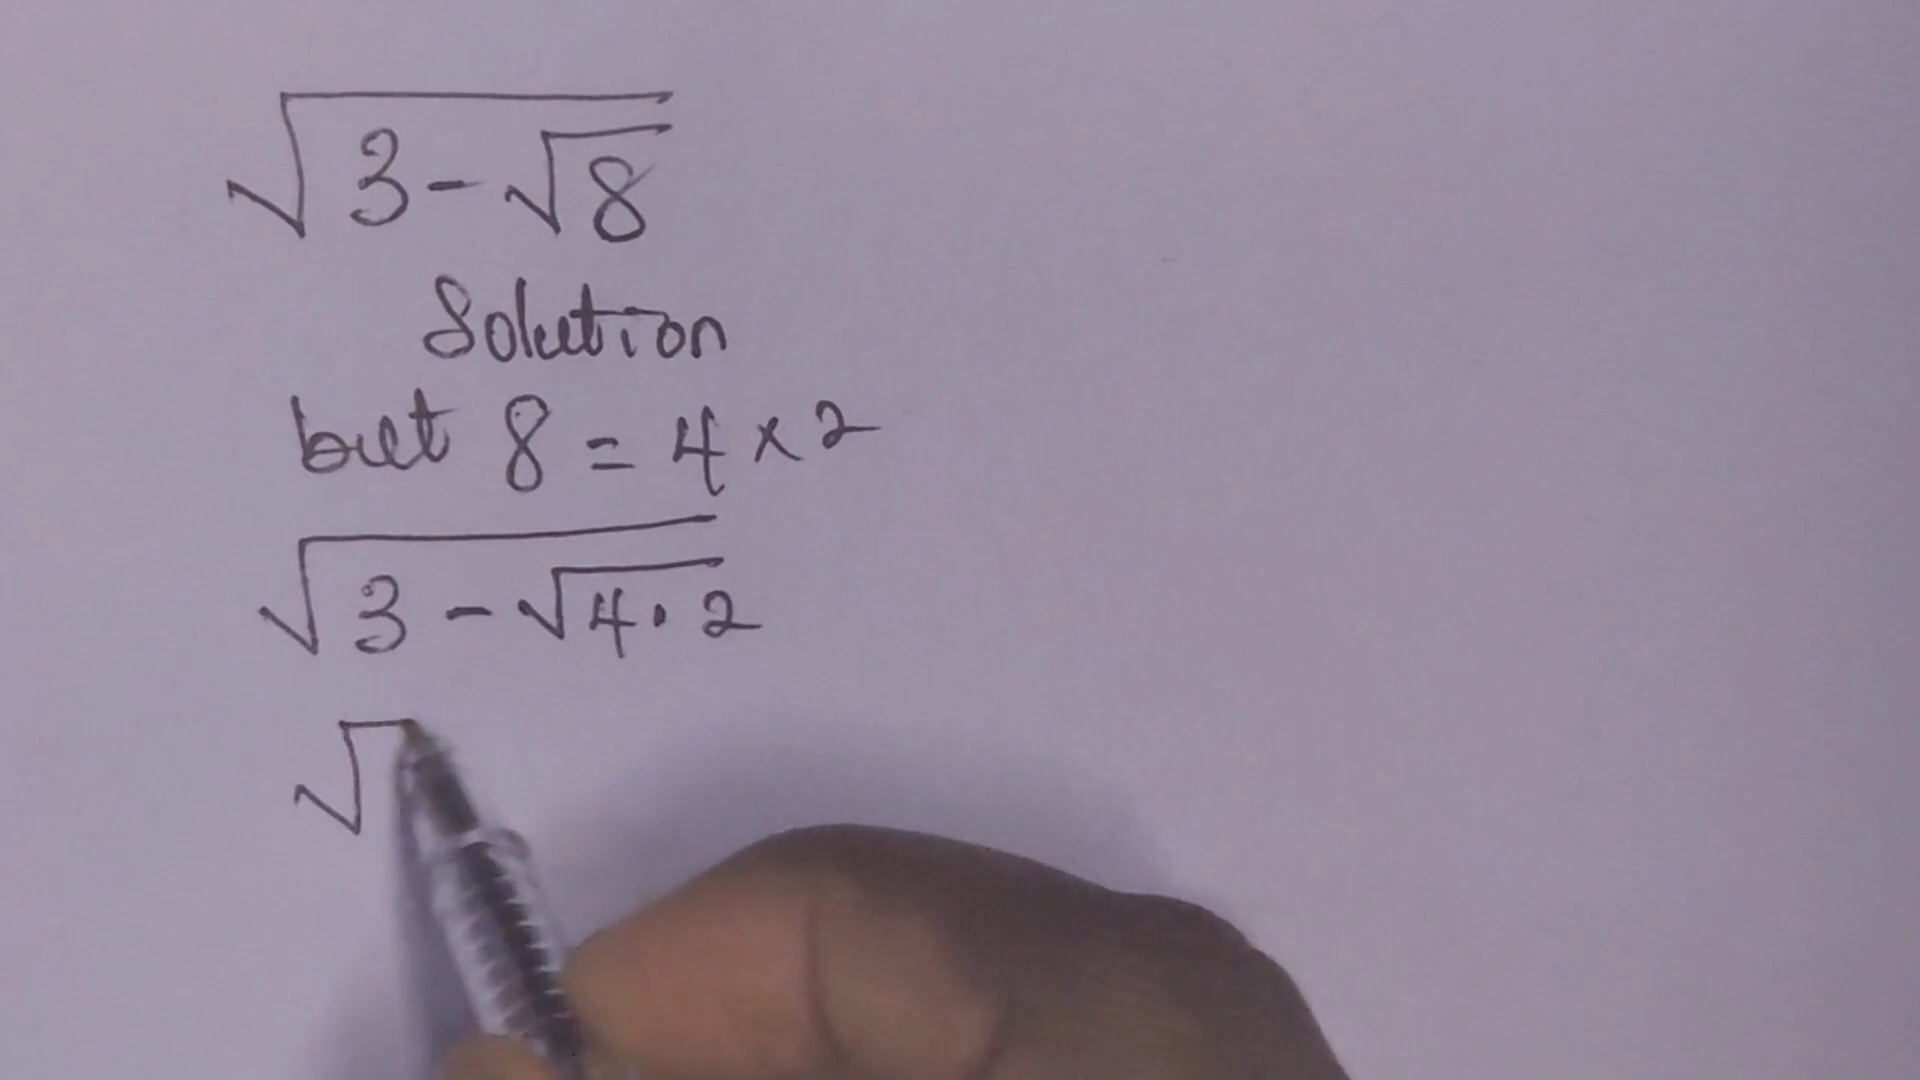 √(3-√8)
Solution
but 8 = 4 × 2
√(3 - √(4·2))
√